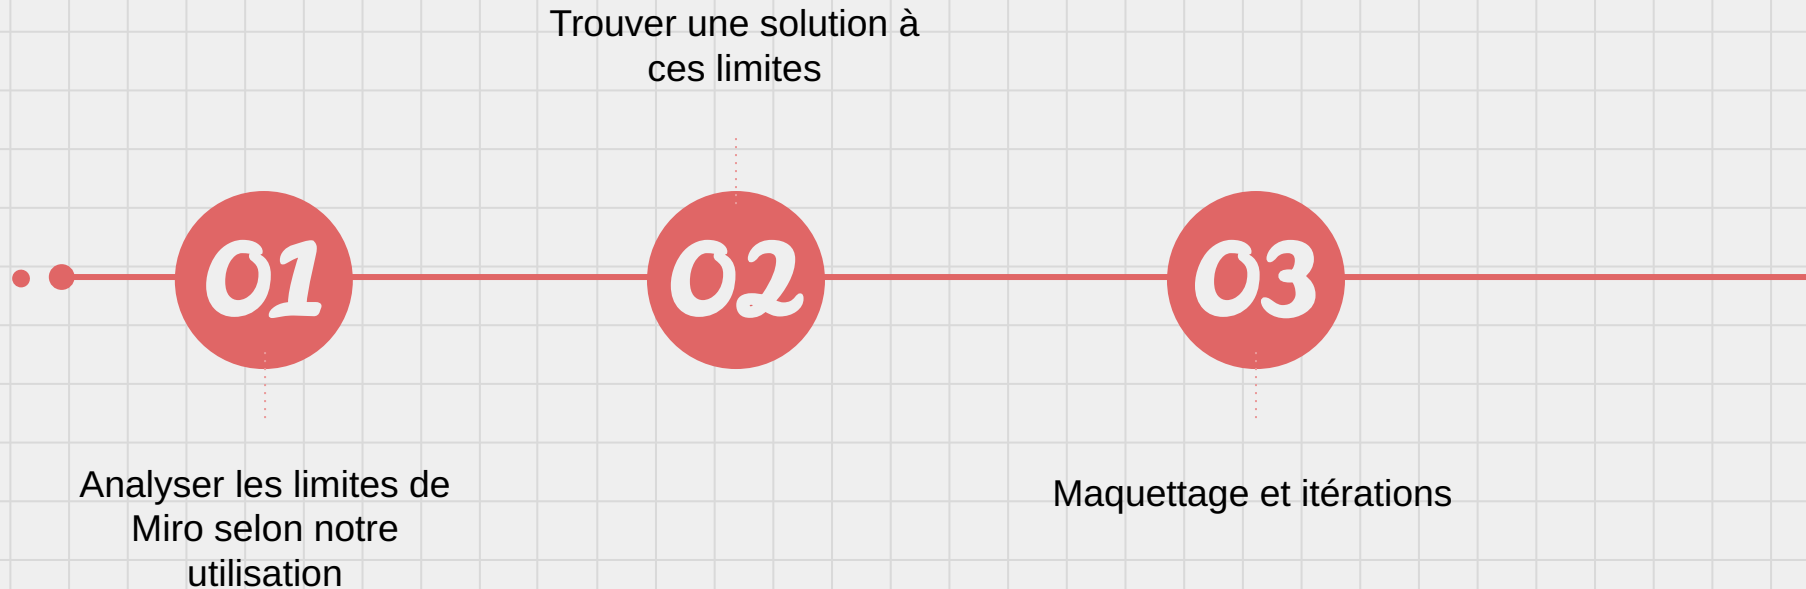 Trouver une solution à
ces limites
01
02
03
Analyser les limites de
Miro selon notre
utilisation
Maquettage et itérations